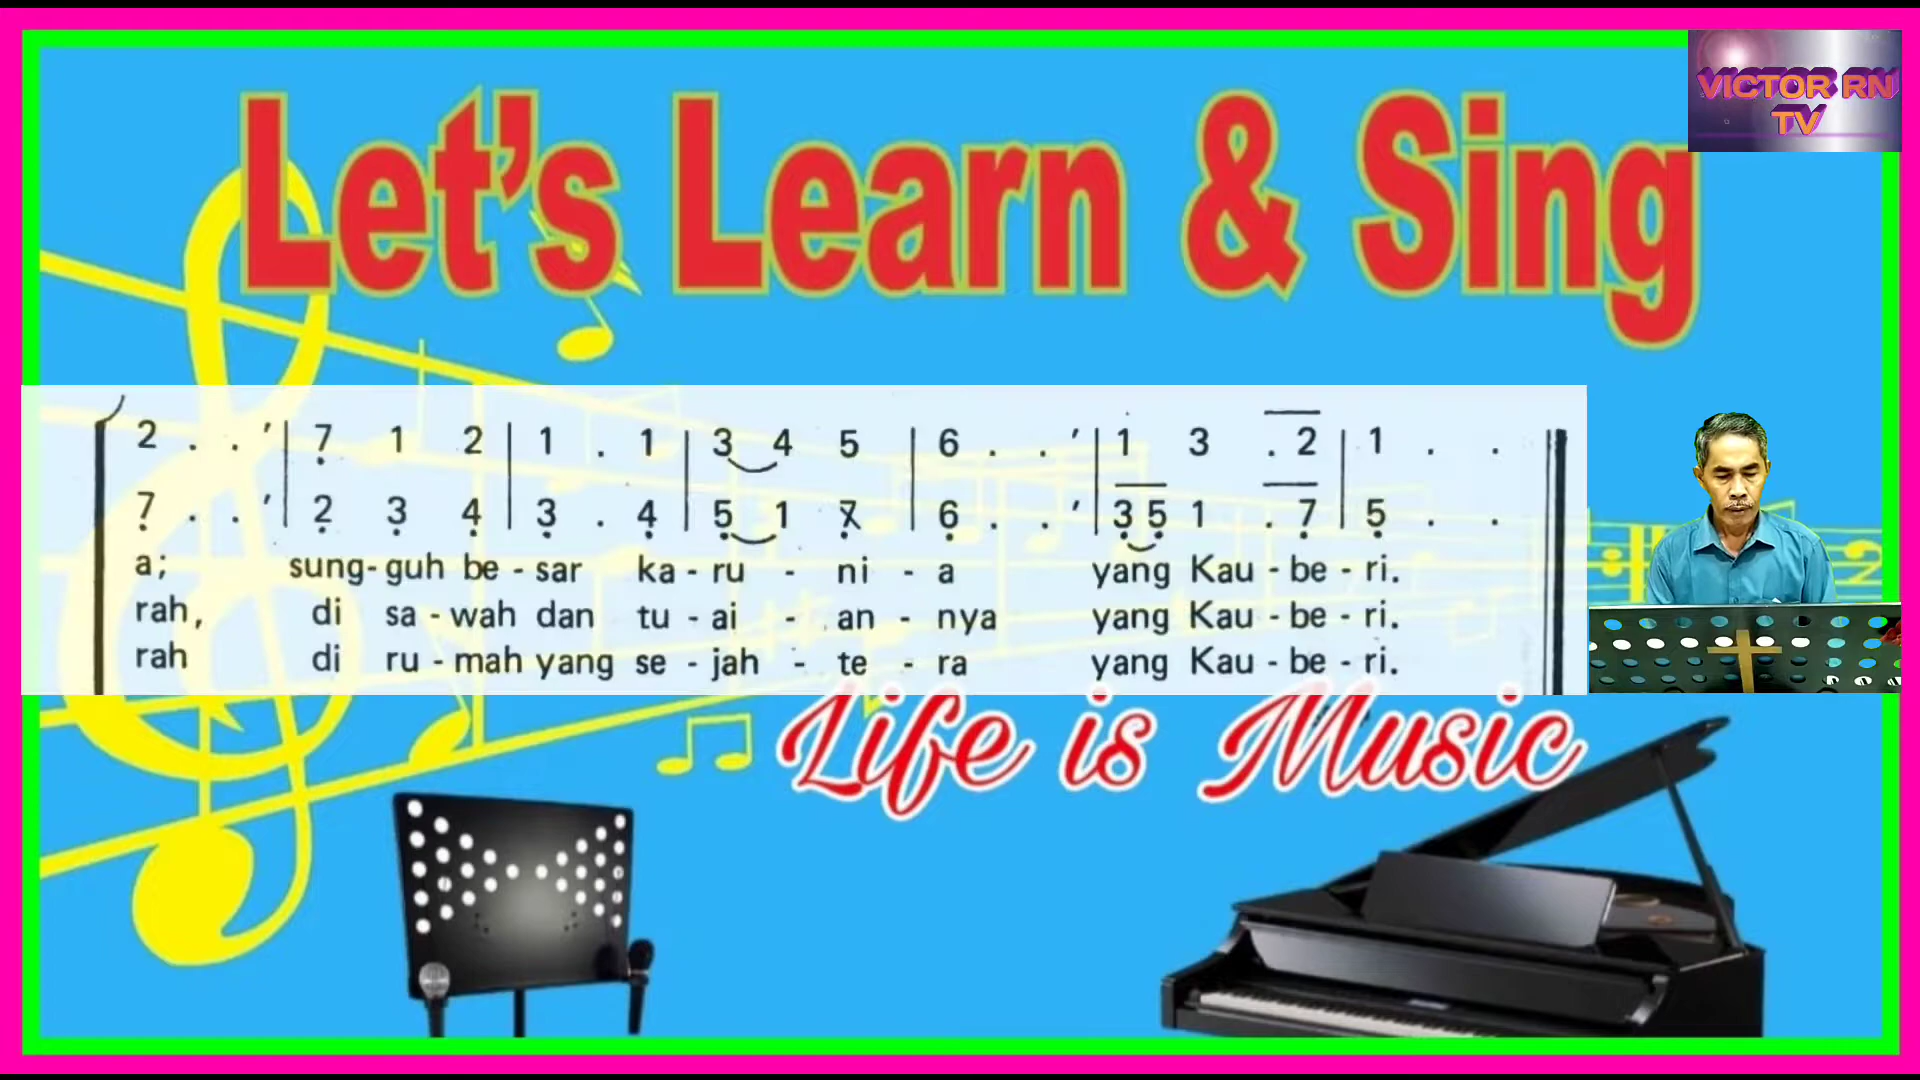 VICTOR RN
TV
Let's Learn & Sing
2 . . ' | 7̣ 1 2 | 1 . 1 | 3 4 5 | 6 . . ' | 1 3 . 2 | 1 . .
7̣ . . ' | 2̣ 3̣ 4̣ | 3̣ . 4̣ | 5̣ 1 7̣ | 6̣ . . ' | 3̣ 5̣ 1 . 7̣ | 5̣ . .
a; sung-guh be-sar ka-ru - ni - a yang Kau-be-ri.
rah, di sa-wah dan tu-ai - an - nya yang Kau-be-ri.
rah di ru-mah yang se-jah - te - ra yang Kau-be-ri.
Life is Music